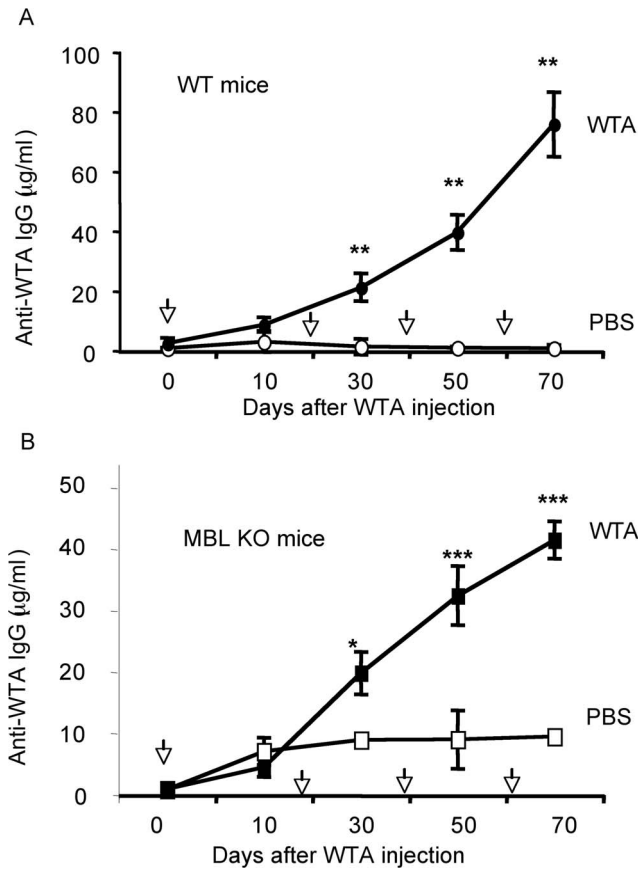 A
100
80
60
40
20
0
Anti-WTA IgG (μg/ml)
WT mice
**
**
**
WTA
PBS
0 10 30 50 70
Days after WTA injection
B
50
40
30
20
10
0
Anti-WTA IgG (μg/ml)
MBL KO mice
*
***
***
WTA
PBS
0 10 30 50 70
Days after WTA injection